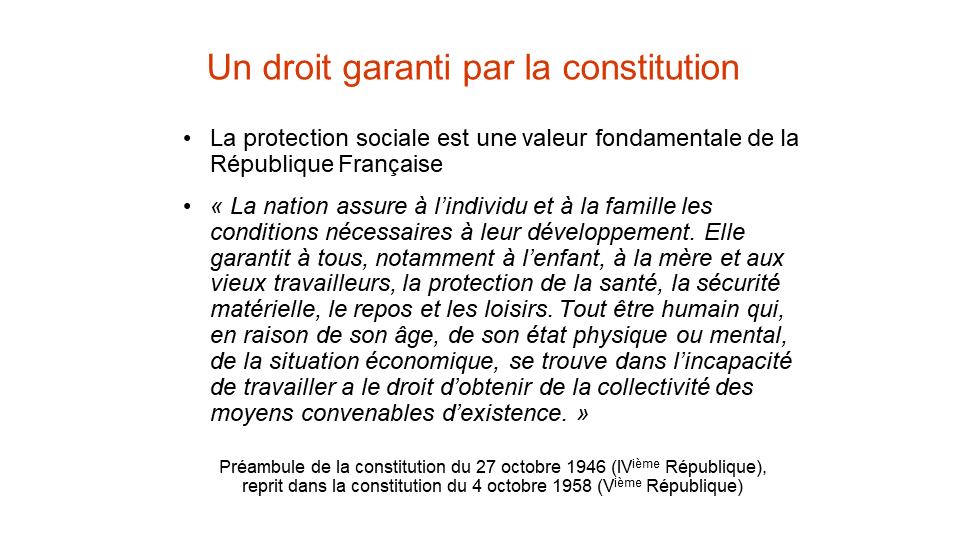 Un droit garanti par la constitution
• La protection sociale est une valeur fondamentale de la
République Française
• « La nation assure à l’individu et à la famille les
conditions nécessaires à leur développement. Elle
garantit à tous, notamment à l’enfant, à la mère et aux
vieux travailleurs, la protection de la santé, la sécurité
matérielle, le repos et les loisirs. Tout être humain qui,
en raison de son âge, de son état physique ou mental,
de la situation économique, se trouve dans l’incapacité
de travailler a le droit d’obtenir de la collectivité des
moyens convenables d’existence. »
Préambule de la constitution du 27 octobre 1946 (IVième République),
reprit dans la constitution du 4 octobre 1958 (Vième République)